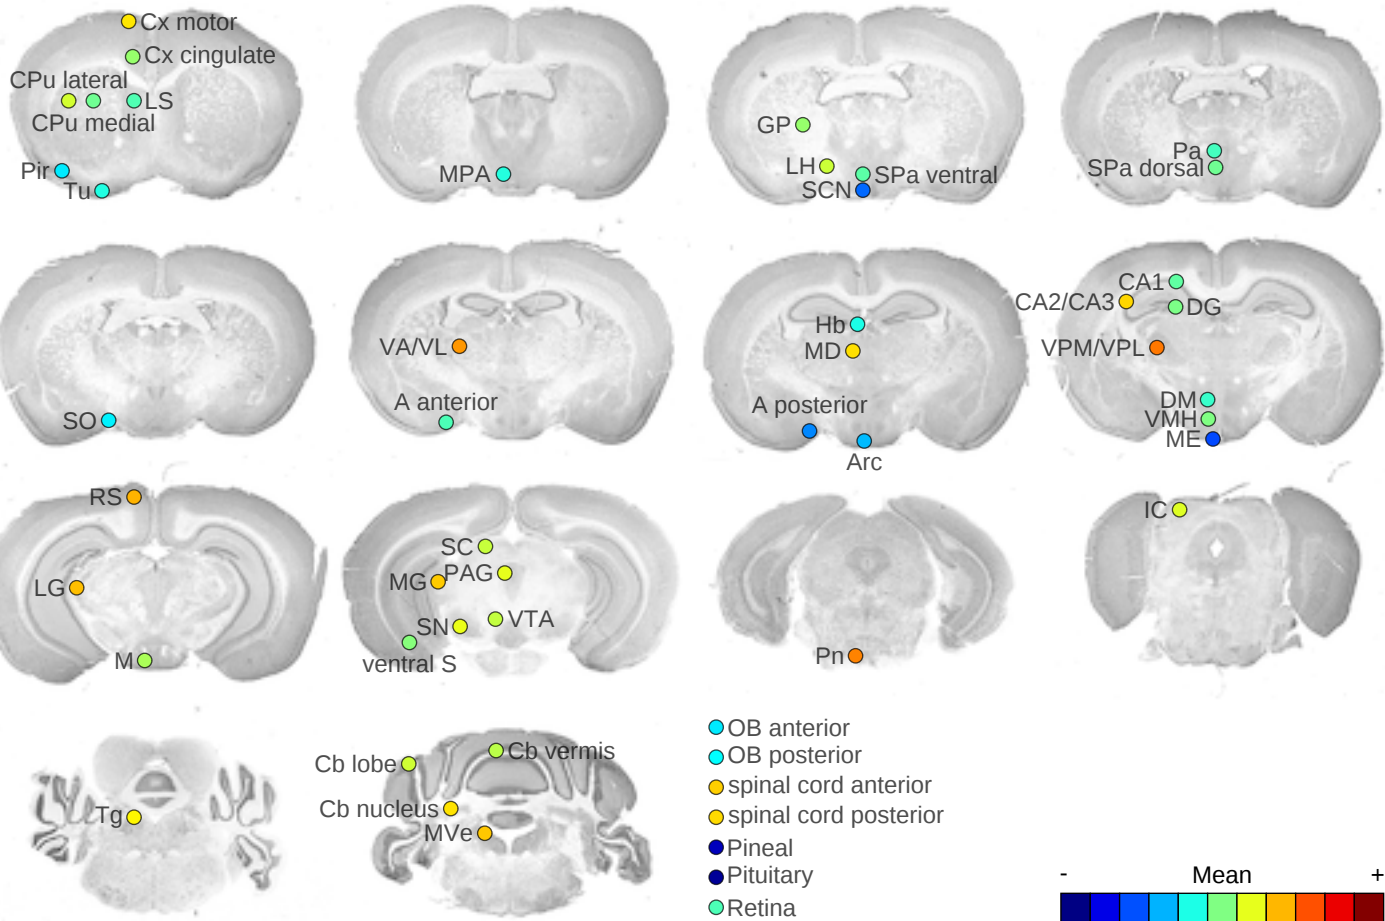 Cx motor
Cx cingulate
CPu lateral
LS
CPu medial
Pir
Tu
MPA
GP
LH
SPa ventral
SCN
Pa
SPa dorsal
SO
VA/VL
A anterior
Hb
MD
A posterior
Arc
CA1
CA2/CA3
DG
VPM/VPL
DM
VMH
ME
RS
LG
M
SC
PAG
MG
VTA
SN
ventral S
Pn
IC
Tg
Cb vermis
Cb lobe
Cb nucleus
MVe
OB anterior
OB posterior
spinal cord anterior
spinal cord posterior
Pineal
Pituitary
Retina
- Mean +